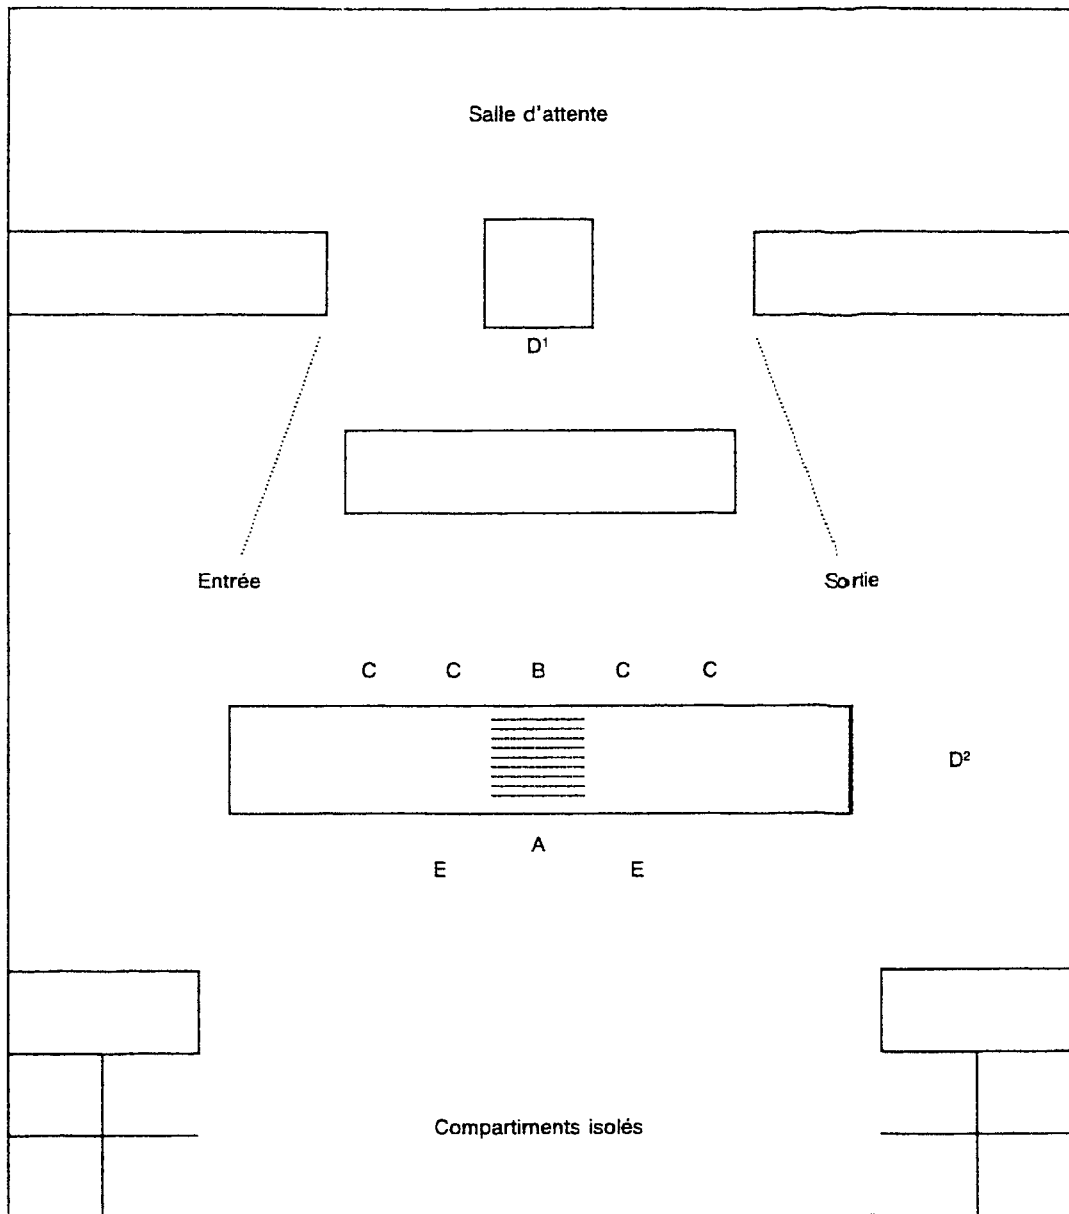 Salle d'attente
D¹
Entrée
Sortie
C C B C C
D²
A
E E
Compartiments isolés